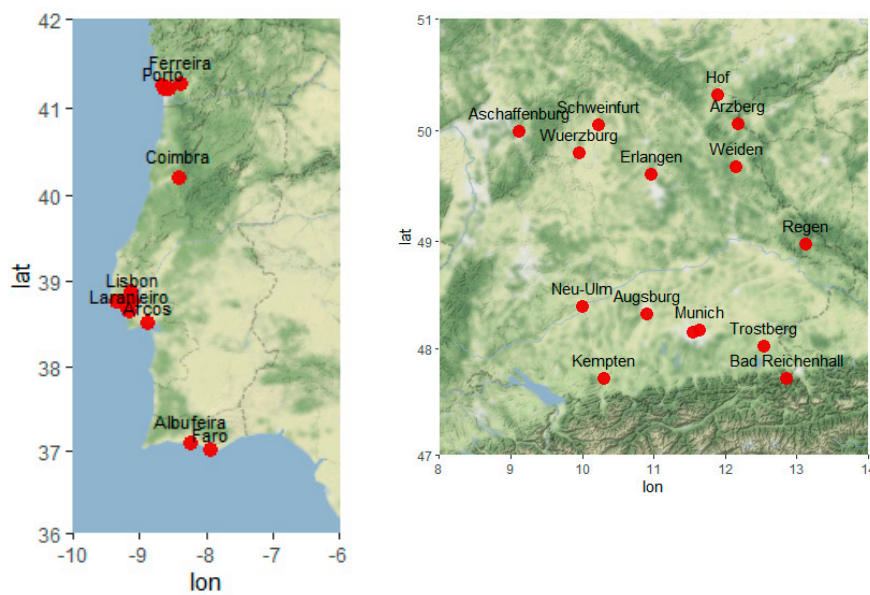 42
41
40
39
38
37
36
lat
-10
-9
-8
-7
-6
lon
Ferreira
Porto
Coimbra
Lisbon
Laranjeiro
Arcos
Albufeira
Faro
51
50
49
48
47
lat
8
9
10
11
12
13
14
lon
Hof
Arzberg
Schweinfurt
Aschaffenburg
Wuerzburg
Erlangen
Weiden
Regen
Neu-Ulm
Augsburg
Munich
Trostberg
Kempten
Bad Reichenhall